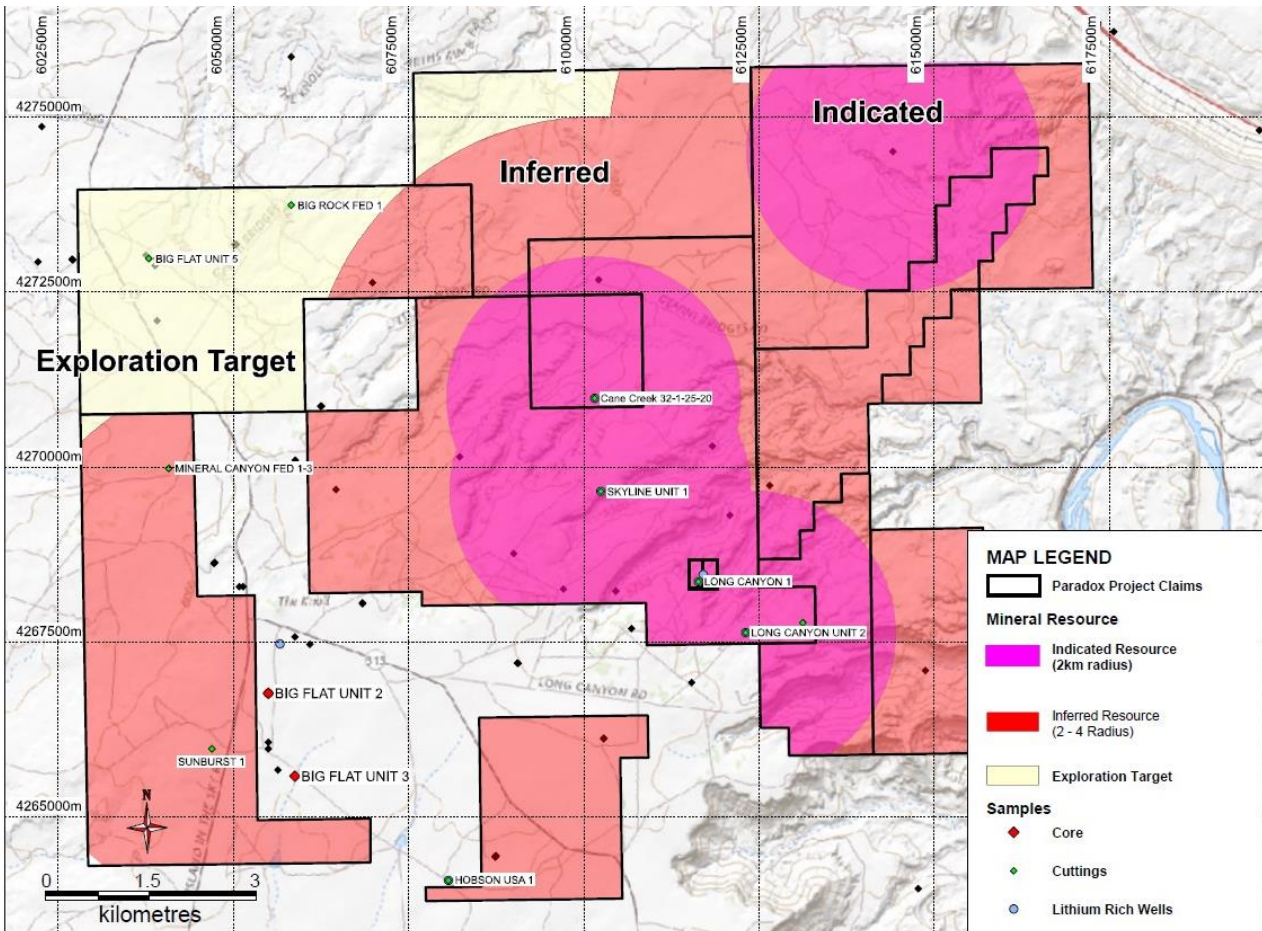 602500m
605000m
607500m
610000m
612500m
615000m
617500m
4275000m
Indicated
Inferred
BIG ROCK FED 1
BIG FLAT UNIT 5
4272500m
Exploration Target
Cane Creek 32-1-25-20
4270000m
MINERAL CANYON FED 1-3
SKYLINE UNIT 1
LONG CANYON 1
LONG CANYON UNIT 2
4267500m
313
LONG CANYON RD
BIG FLAT UNIT 2
SUNBURST 1
BIG FLAT UNIT 3
4265000m
N
HOBSON USA 1
0 1.5 3
kilometres
MAP LEGEND
Paradox Project Claims
Mineral Resource
Indicated Resource
(2km radius)
Inferred Resource
(2 - 4 Radius)
Exploration Target
Samples
Core
Cuttings
Lithium Rich Wells